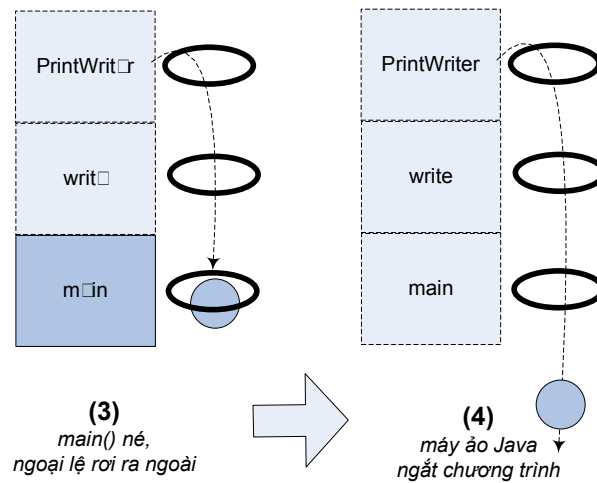 PrintWrit□r
writ□
m□in
(3)
main() né,
ngoại lệ rơi ra ngoài
PrintWriter
write
main
(4)
máy ảo Java
ngắt chương trình